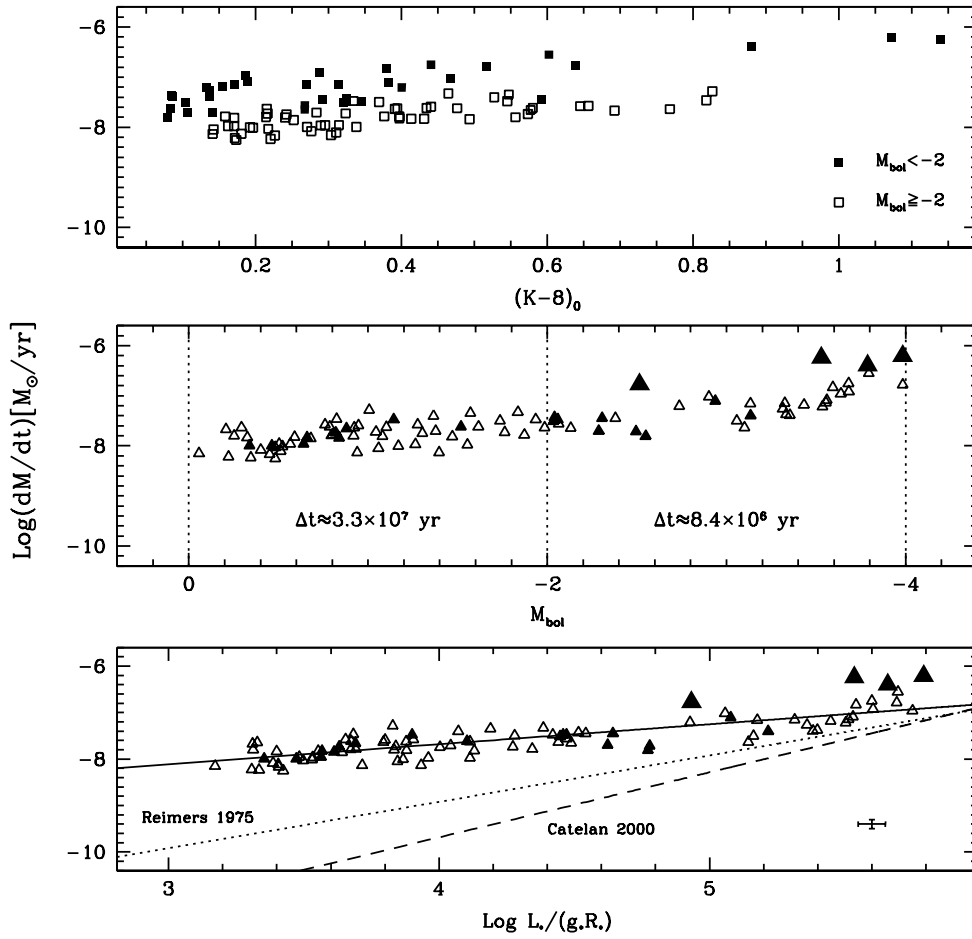 -6
-8
-10
M_bol<-2
M_bol≧-2
0.2 0.4 0.6 0.8 1
(K-8)₀
Log(dM/dt)[M_⊙/yr]
-6
-8
-10
Δt≈3.3×10⁷ yr
Δt≈8.4×10⁶ yr
0 -2 -4
M_bol
-6
-8
-10
Reimers 1975
Catelan 2000
3 4 5
Log L*/(g*R*)